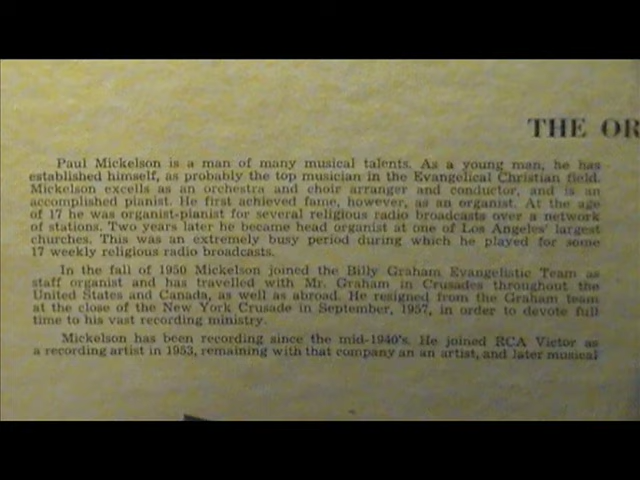 THE OR
Paul Mickelson is a man of many musical talents. As a young man, he has
established himself, as probably the top musician in the Evangelical Christian field.
Mickelson excells as an orchestra and choir arranger and conductor, and is an
accomplished pianist. He first achieved fame, however, as an organist. At the age
of 17 he was organist-pianist for several religious radio broadcasts over a network
of stations. Two years later he became head organist at one of Los Angeles' largest
churches. This was an extremely busy period during which he played for some
17 weekly religious radio broadcasts.
In the fall of 1950 Mickelson joined the Billy Graham Evangelistic Team as
staff organist and has travelled with Mr. Graham in Crusades throughout the
United States and Canada, as well as abroad. He resigned from the Graham team
at the close of the New York Crusade in September, 1957, in order to devote full
time to his vast recording ministry.
Mickelson has been recording since the mid-1940's. He joined RCA Victor as
a recording artist in 1953, remaining with that company an an artist, and later musical